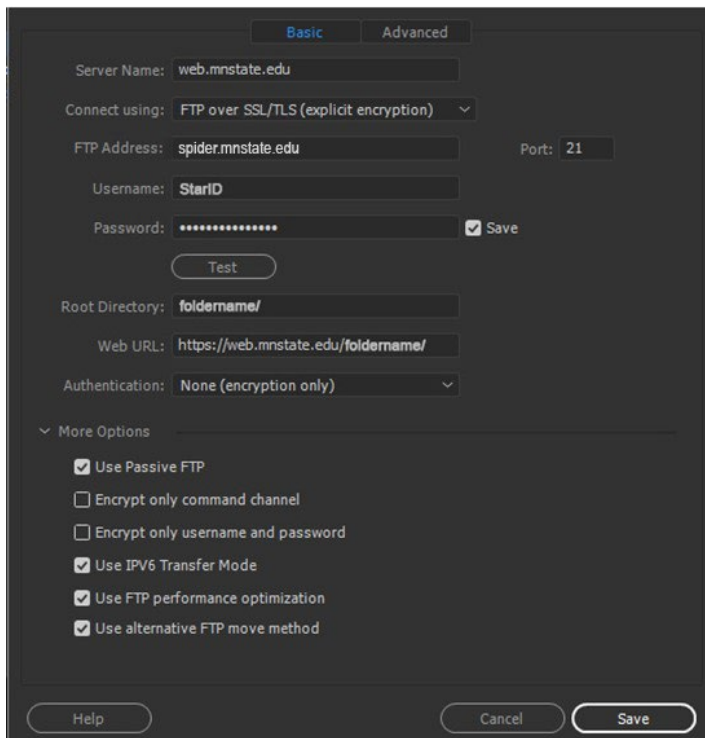 Basic Advanced
Server Name: web.mnstate.edu
Connect using: FTP over SSL/TLS (explicit encryption)
FTP Address: spider.mnstate.edu Port: 21
Username: StarID
Password: ••••••••••••••• Save
Test
Root Directory: foldername/
Web URL: https://web.mnstate.edu/foldername/
Authentication: None (encryption only)
More Options
Use Passive FTP
Encrypt only command channel
Encrypt only username and password
Use IPV6 Transfer Mode
Use FTP performance optimization
Use alternative FTP move method
Help Cancel Save